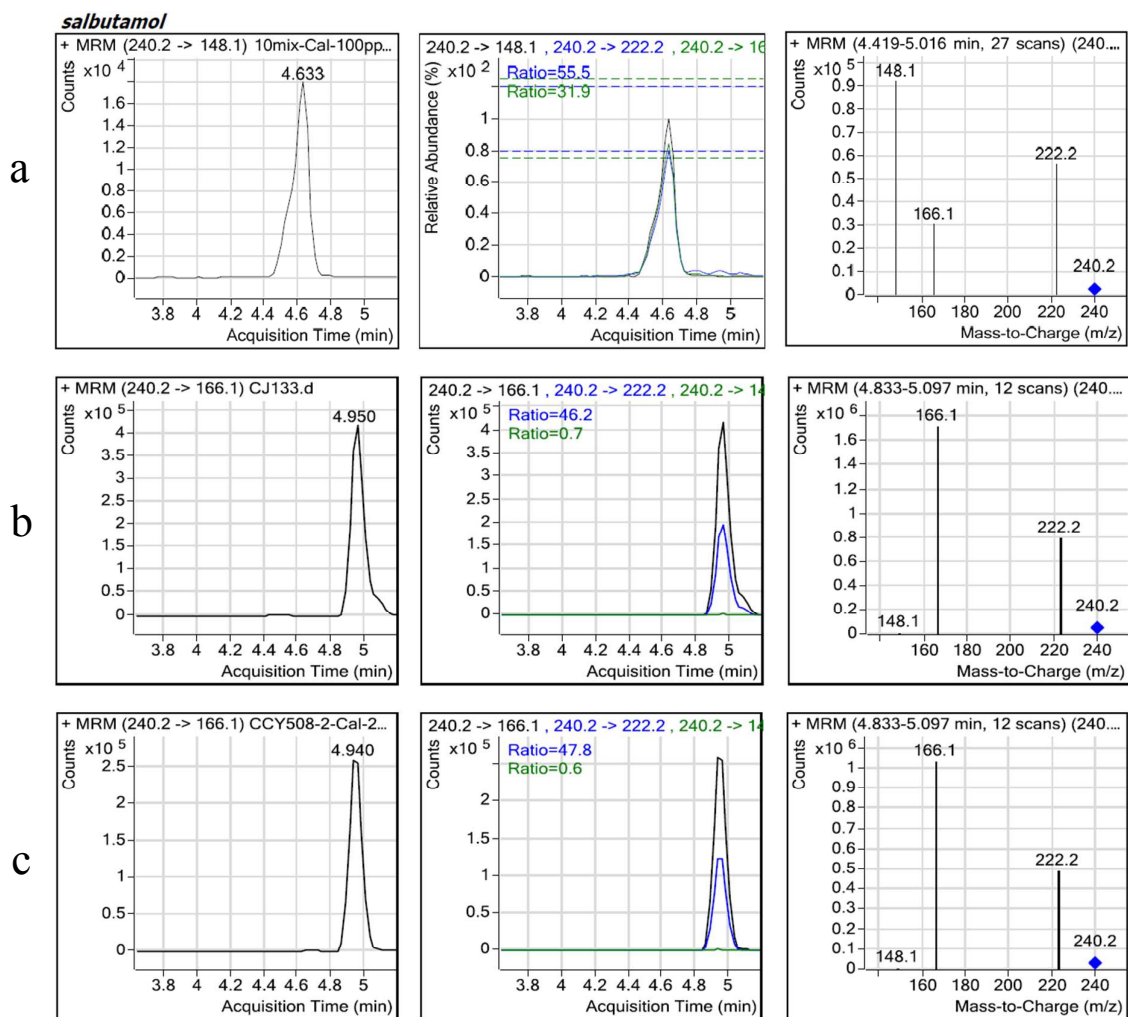 salbutamol
a
+ MRM (240.2 -> 148.1) 10mix-Cal-100pp...
x10 4
Counts
4.633
1.6
1.4
1.2
1
0.8
0.6
0.4
0.2
0
3.8 4 4.2 4.4 4.6 4.8 5
Acquisition Time (min)
240.2 -> 148.1 , 240.2 -> 222.2 , 240.2 -> 16
x10 2
Relative Abundance (%)
Ratio=55.5
Ratio=31.9
1
0.8
0.6
0.4
0.2
0
3.8 4 4.2 4.4 4.6 4.8 5
Acquisition Time (min)
+ MRM (4.419-5.016 min, 27 scans) (240....
x10 5
Counts
148.1
0.9
0.8
0.7
0.6
0.5
0.4
0.3
0.2
0.1
0
222.2
166.1
240.2
160 180 200 220 240
Mass-to-Charge (m/z)
b
+ MRM (240.2 -> 166.1) CJ133.d
x10 5
Counts
4.950
4
3.5
3
2.5
2
1.5
1
0.5
0
3.8 4 4.2 4.4 4.6 4.8 5
Acquisition Time (min)
240.2 -> 166.1 , 240.2 -> 222.2 , 240.2 -> 14
x10 5
Counts
Ratio=46.2
Ratio=0.7
4
3.5
3
2.5
2
1.5
1
0.5
0
3.8 4 4.2 4.4 4.6 4.8 5
Acquisition Time (min)
+ MRM (4.833-5.097 min, 12 scans) (240....
x10 6
Counts
166.1
1.6
1.4
1.2
1
0.8
0.6
0.4
0.2
0
222.2
148.1
240.2
160 180 200 220 240
Mass-to-Charge (m/z)
c
+ MRM (240.2 -> 166.1) CCY508-2-Cal-2...
x10 5
Counts
4.940
2.5
2
1.5
1
0.5
0
3.8 4 4.2 4.4 4.6 4.8 5
Acquisition Time (min)
240.2 -> 166.1 , 240.2 -> 222.2 , 240.2 -> 14
x10 5
Counts
Ratio=47.8
Ratio=0.6
2.5
2
1.5
1
0.5
0
3.8 4 4.2 4.4 4.6 4.8 5
Acquisition Time (min)
+ MRM (4.833-5.097 min, 12 scans) (240....
x10 6
Counts
166.1
1
0.9
0.8
0.7
0.6
0.5
0.4
0.3
0.2
0.1
0
222.2
148.1
240.2
160 180 200 220 240
Mass-to-Charge (m/z)